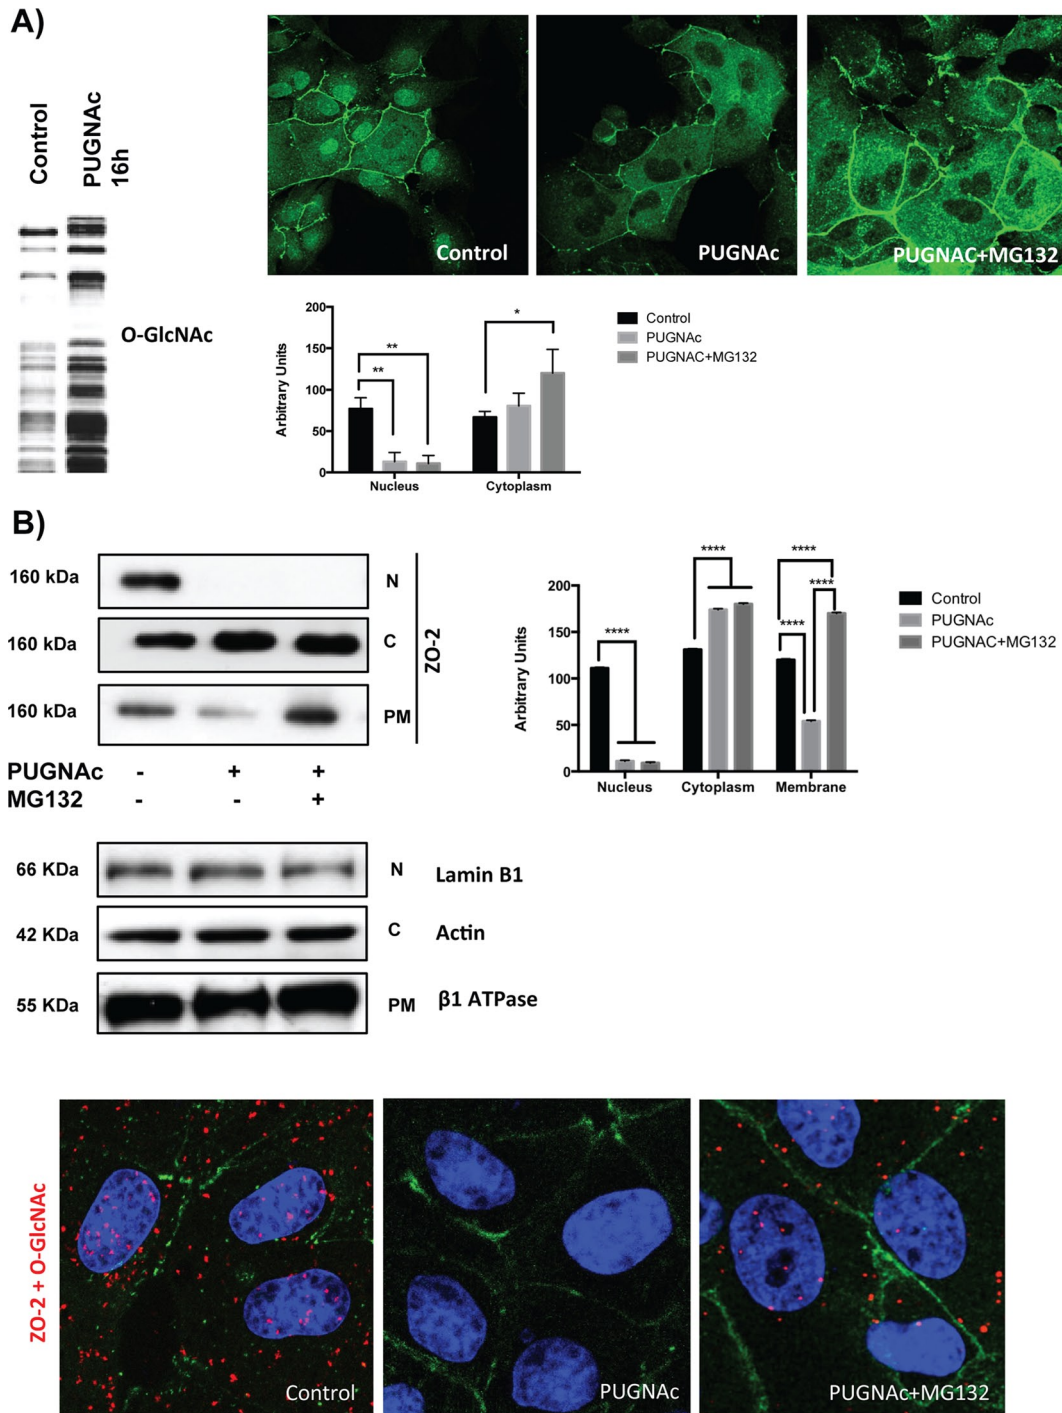 A)
Control
PUGNAc
16h
O-GlcNAc
Control
PUGNAc
PUGNAC+MG132
200
150
100
50
0
Arbitrary Units
**
**
*
Nucleus
Cytoplasm
Control
PUGNAc
PUGNAC+MG132
B)
160 kDa
N
160 kDa
C
160 kDa
PM
ZO-2
PUGNAc - + +
MG132 - - +
200
150
100
50
0
Arbitrary Units
****
****
****
****
****
Nucleus
Cytoplasm
Membrane
Control
PUGNAc
PUGNAC+MG132
66 KDa
N
Lamin B1
42 KDa
C
Actin
55 KDa
PM
β1 ATPase
ZO-2 + O-GlcNAc
Control
PUGNAc
PUGNAc+MG132